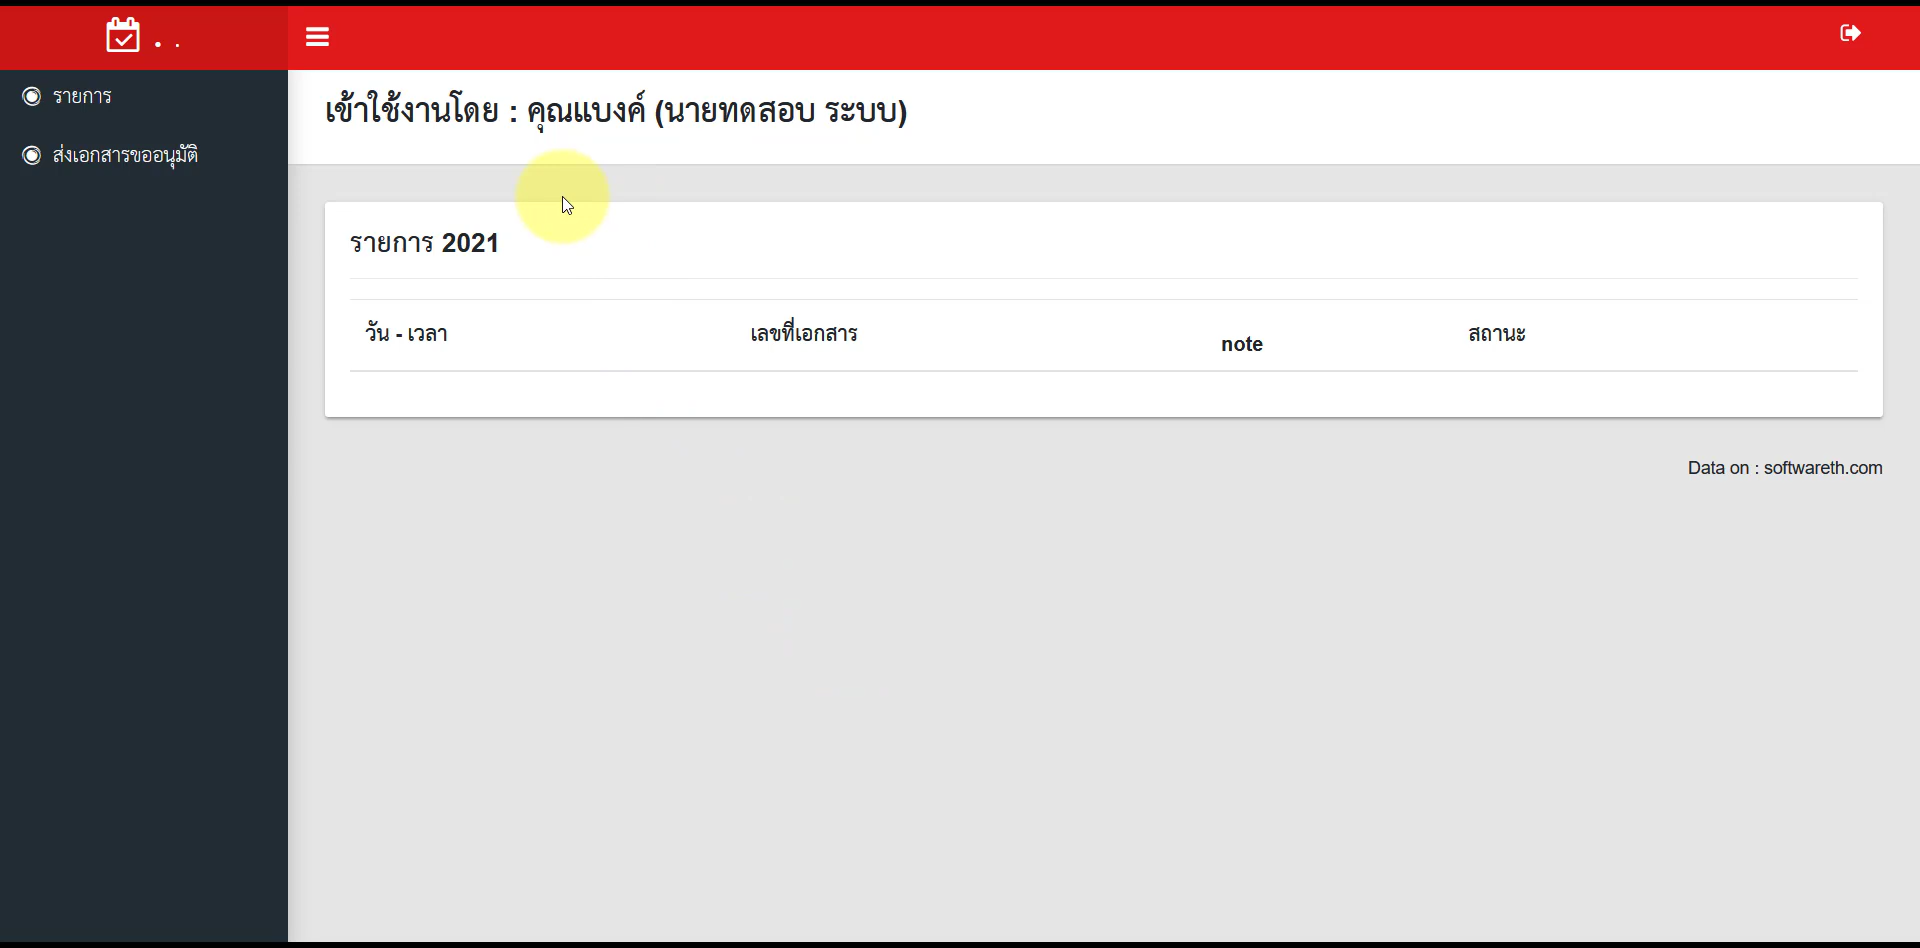 รายการ
ส่งเอกสารขออนุมัติ
เข้าใช้งานโดย : คุณแบงค์ (นายทดสอบ ระบบ)
รายการ 2021
วัน - เวลา เลขที่เอกสาร note สถานะ
Data on : softwareth.com